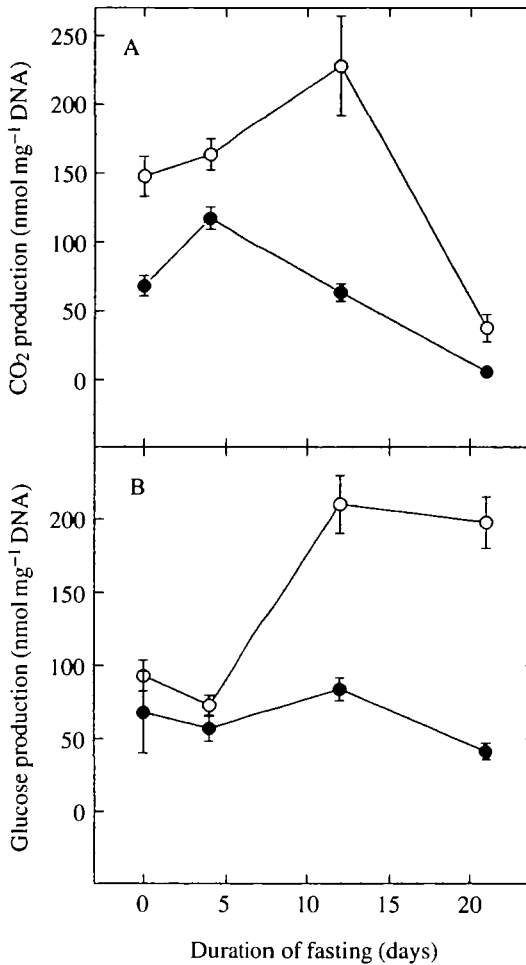 A
250
200
150
100
50
0
CO₂ production (nmol mg⁻¹ DNA)
B
200
150
100
50
0
Glucose production (nmol mg⁻¹ DNA)
0 5 10 15 20
Duration of fasting (days)